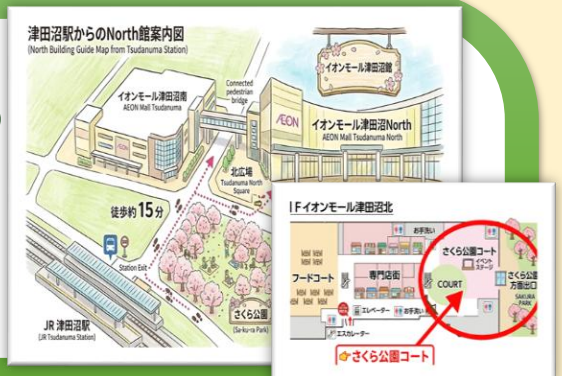 津田沼駅からのNorth館案内図
(North Building Guide Map from Tsudanuma Station)
イオンモール津田沼館
Connected
pedestrian
bridge
イオンモール津田沼南
AEON Mall Tsudanuma
AEON
イオンモール津田沼North
AEON Mall Tsudanuma North
北広場
Tsudanuma North
Square
徒歩約15分
Station Exit
さくら公園
(Sa-ku-ra Park)
JR 津田沼駅
(JR Tsudanuma Station)
Fイオンモール津田沼北
お手洗い
さくら公園コート
イベント
ステージ
フードコート
専門店街
COURT
さくら公園
方面出口
SAKURA
PARK
エレベーター
お手洗い
エスカレーター
さくら公園コート